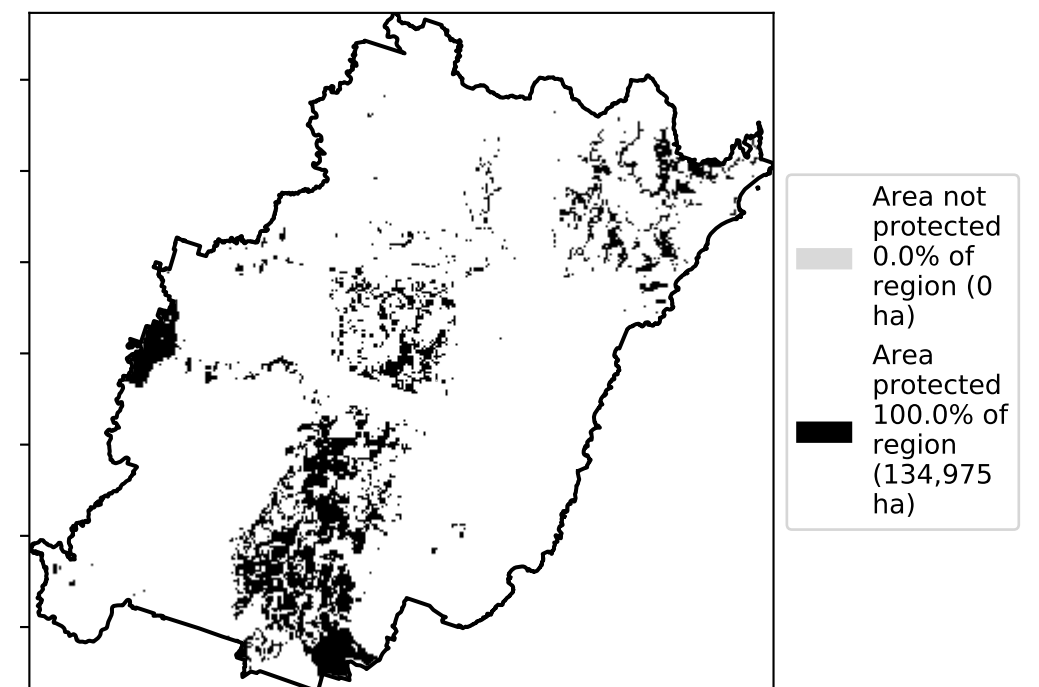 Area not
protected
0.0% of
region (0
ha)
Area
protected
100.0% of
region
(134,975
ha)